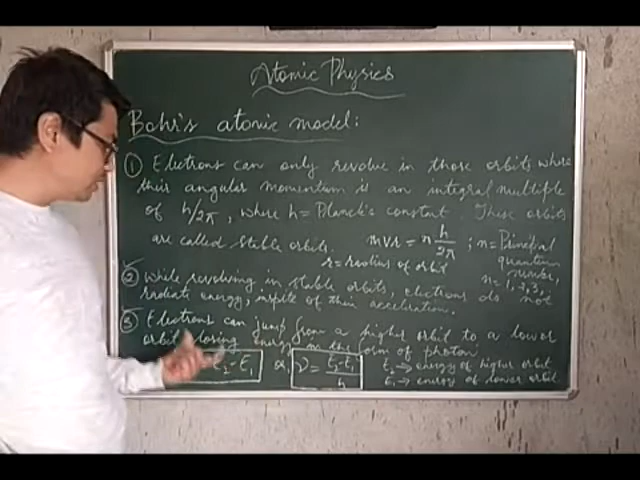 Atomic Physics
Bohr's atomic model:
① Electrons can only revolve in those orbits where
their angular momentum is an integral multiple
of h/2π, where h = Planck's constant. These orbits
are called stable orbits. mvr = n h/2π ; n = Principal
quantum
number,
r = radius of orbit n = 1, 2, 3,
② While revolving in stable orbits, electrons do not
radiate energy, inspite of their acceleration.
③ Electrons can jump from a higher orbit to a lower
orbit losing energy in the form of photon
E₂-E₁ or, ν = E₂-E₁/h E₂ → energy of higher orbit
E₁ → energy of lower orbit